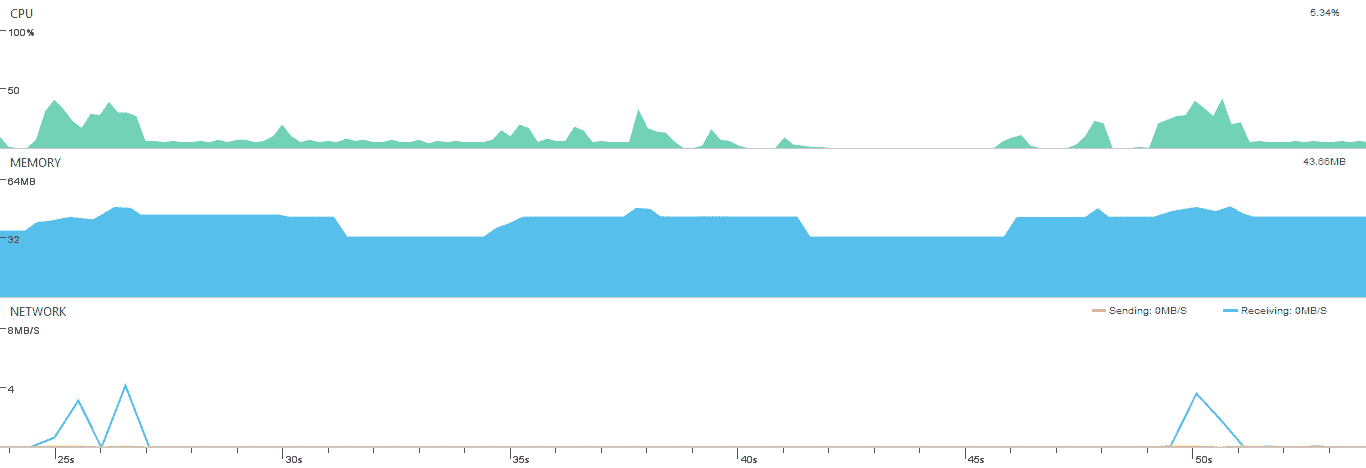 CPU
5.34%
100%
50
MEMORY
43.66MB
64MB
32
NETWORK
Sending: 0MB/S Receiving: 0MB/S
8MB/S
4
25s 30s 35s 40s 45s 50s